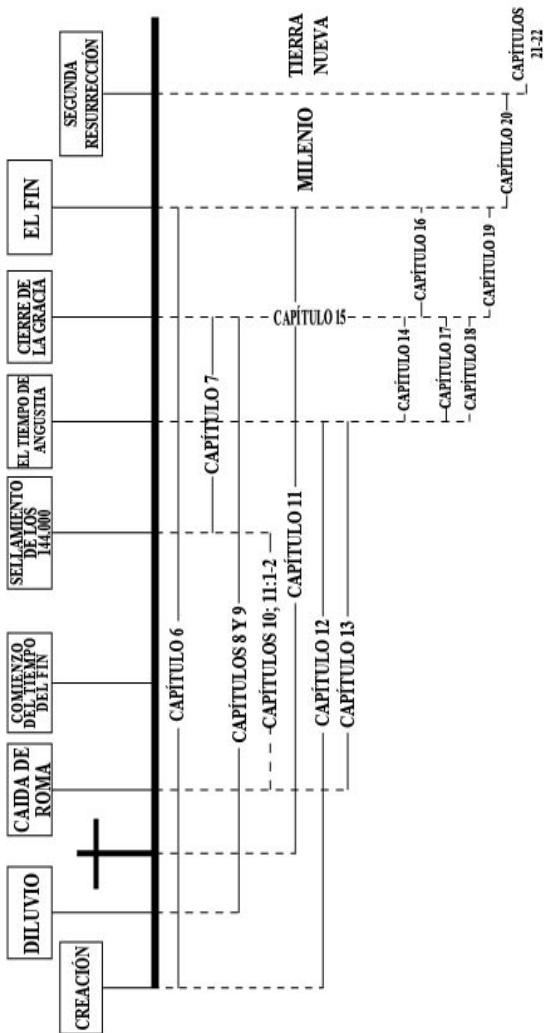 CREACIÓN
DILUVIO
CAIDA DE
ROMA
COMIENZO
DEL TIEMPO
DEL FIN
SELLAMIENTO
DE LOS
144.000
EL TIEMPO DE
ANGUSTIA
CIERRE DE
LA GRACIA
EL FIN
SEGUNDA
RESURRECCIÓN
CAPÍTULO 6
CAPÍTULO 7
CAPÍTULOS 8 Y 9
CAPÍTULOS 10; 11:1-2
CAPÍTULO 11
CAPÍTULO 15
MILENIO
TIERRA
NUEVA
CAPÍTULO 12
CAPÍTULO 13
CAPÍTULO 14
CAPÍTULO 16
CAPÍTULO 17
CAPÍTULO 18
CAPÍTULO 19
CAPÍTULO 20
CAPÍTULOS
21-22